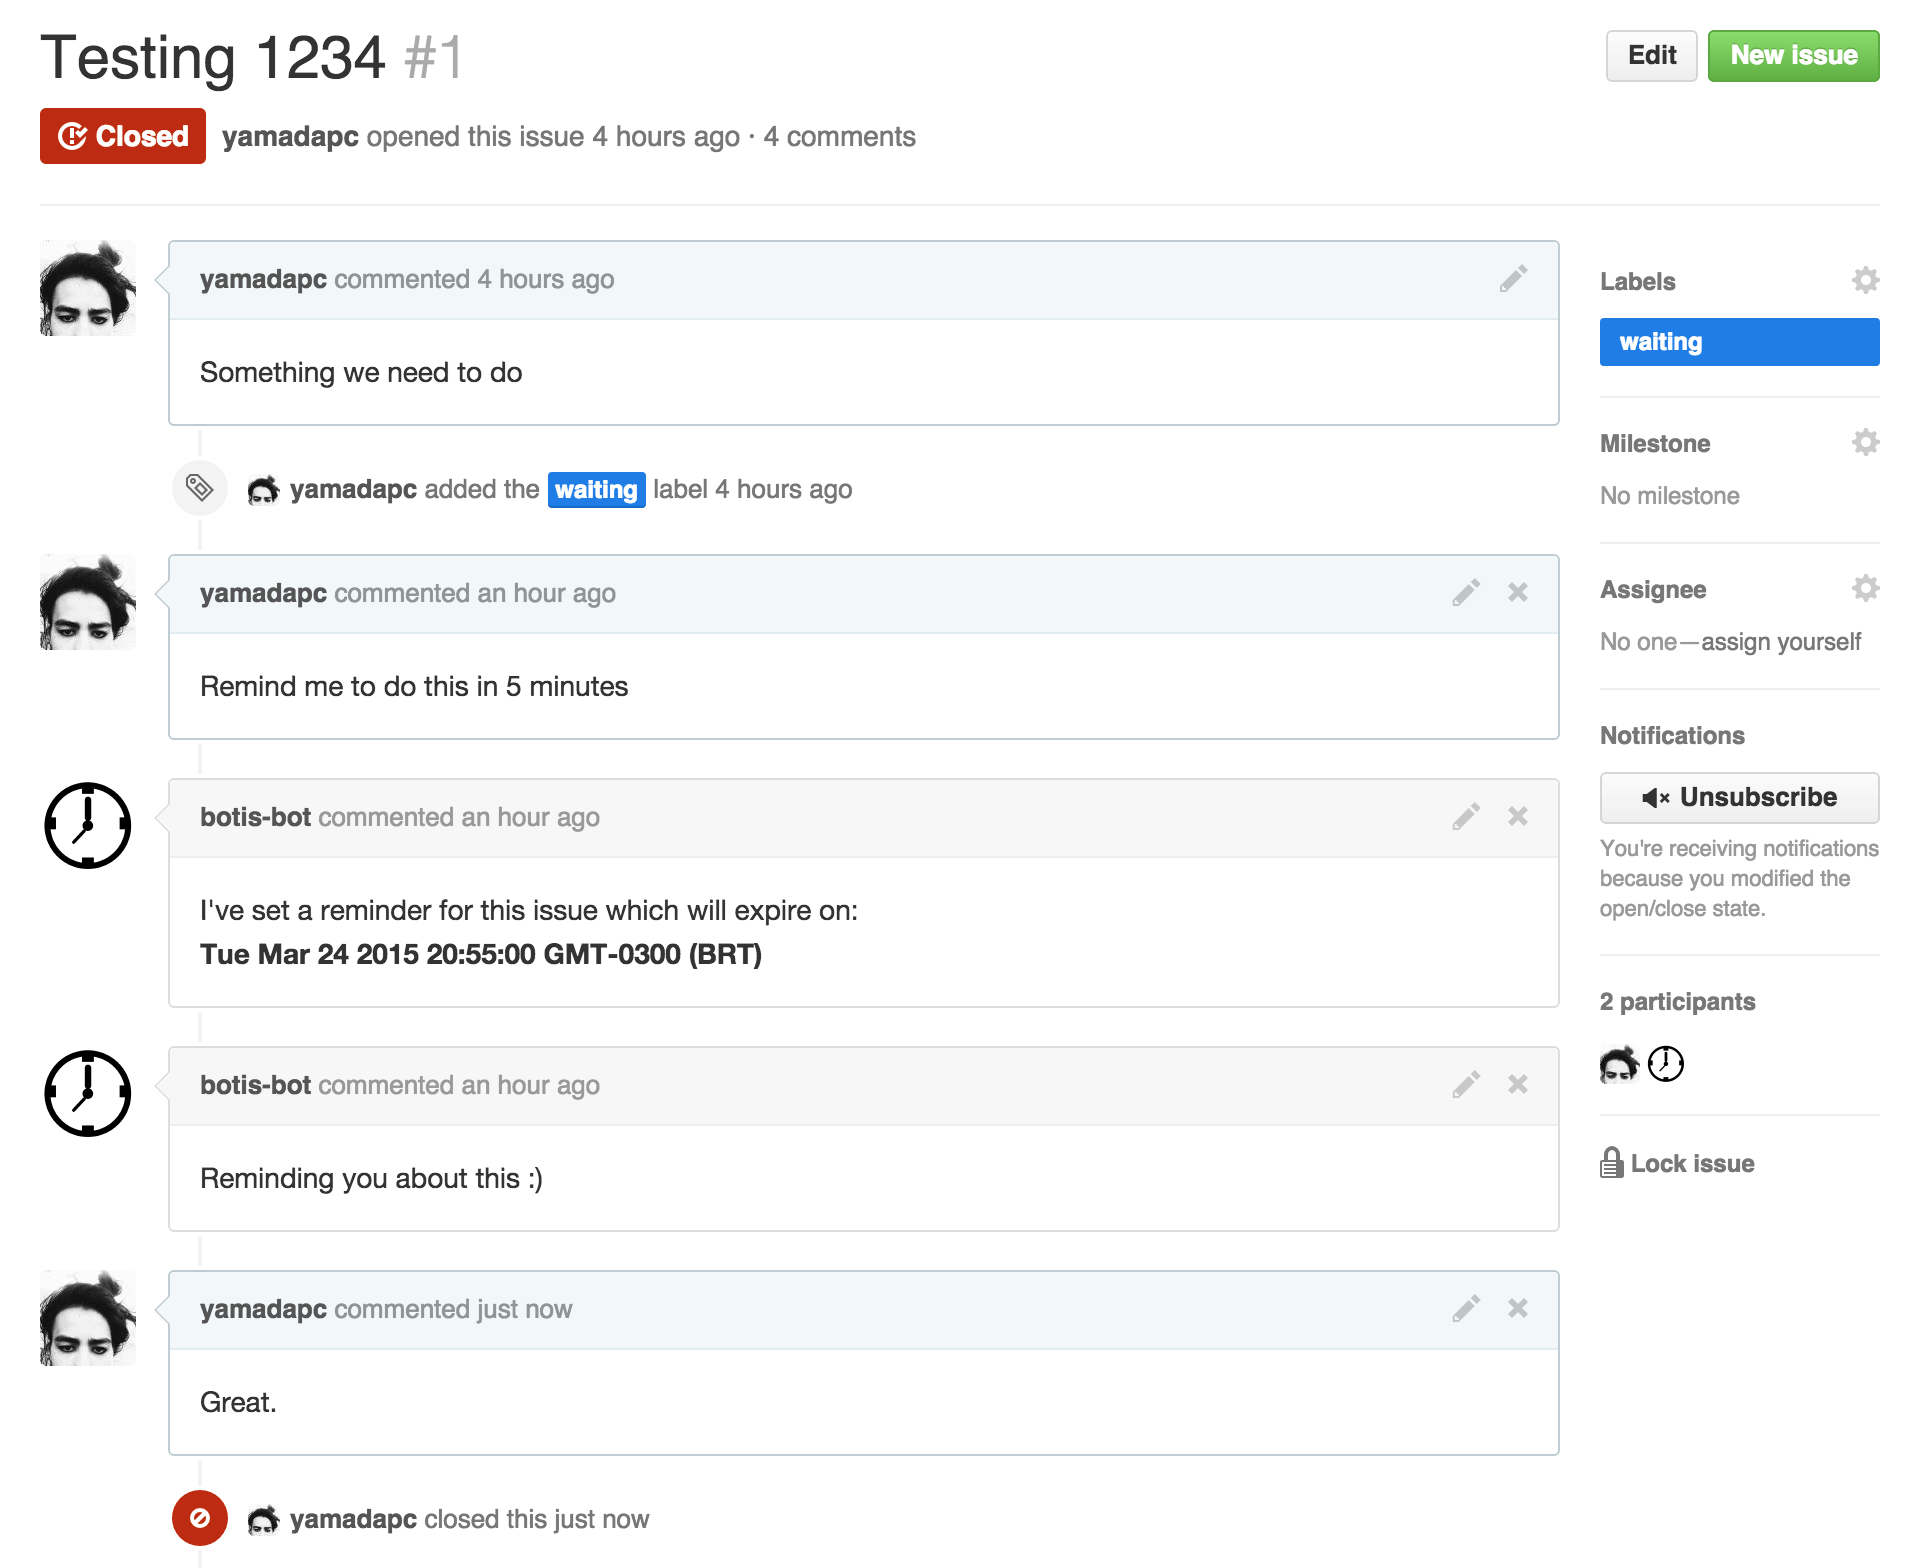 Testing 1234 #1
Edit
New issue
Closed
yamadapc opened this issue 4 hours ago · 4 comments
yamadapc commented 4 hours ago
Something we need to do
yamadapc added the waiting label 4 hours ago
yamadapc commented an hour ago
Remind me to do this in 5 minutes
botis-bot commented an hour ago
I've set a reminder for this issue which will expire on:
Tue Mar 24 2015 20:55:00 GMT-0300 (BRT)
botis-bot commented an hour ago
Reminding you about this :)
yamadapc commented just now
Great.
yamadapc closed this just now
Labels
waiting
Milestone
No milestone
Assignee
No one—assign yourself
Notifications
Unsubscribe
You're receiving notifications
because you modified the
open/close state.
2 participants
Lock issue